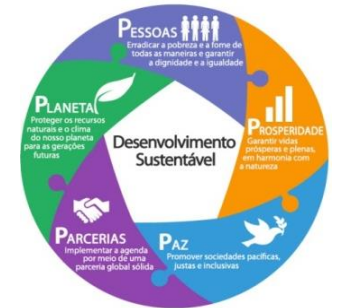 PESSOAS
Erradicar a pobreza e a fome de
todas as maneiras e garantir
a dignidade e a igualdade
PROSPERIDADE
Garantir vidas
prósperas e plenas,
em harmonia com
a natureza
PAZ
Promover sociedades pacíficas,
justas e inclusivas
PARCERIAS
Implementar a agenda
por meio de uma
parceria global sólida
PLANETA
Proteger os recursos
naturais e o clima
do nosso planeta
para as gerações
futuras
Desenvolvimento
Sustentável